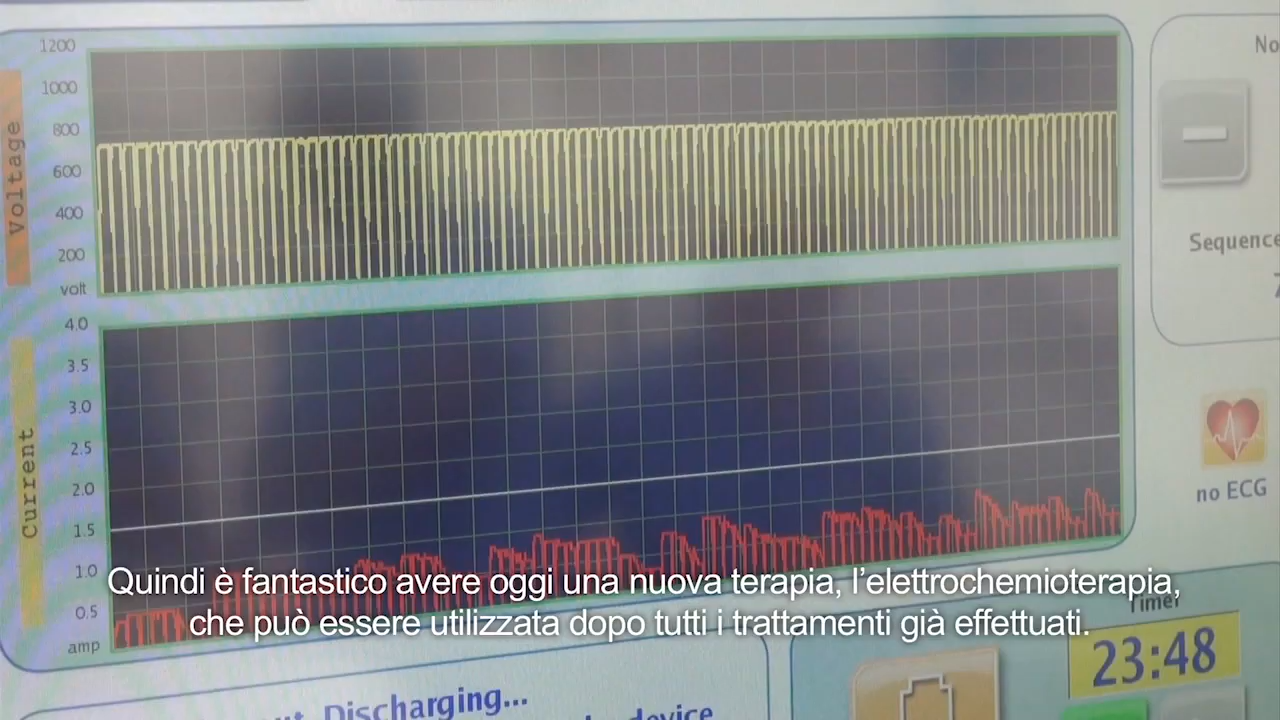 1200
1000
800
600
400
200
volt
Voltage
4.0
3.5
3.0
2.5
2.0
1.5
1.0
0.5
amp
Current
No
Sequence
no ECG
Quindi è fantastico avere oggi una nuova terapia, l'elettrochemioterapia,
che può essere utilizzata dopo tutti i trattamenti già effettuati.
Timer
23:48
Discharging...
device